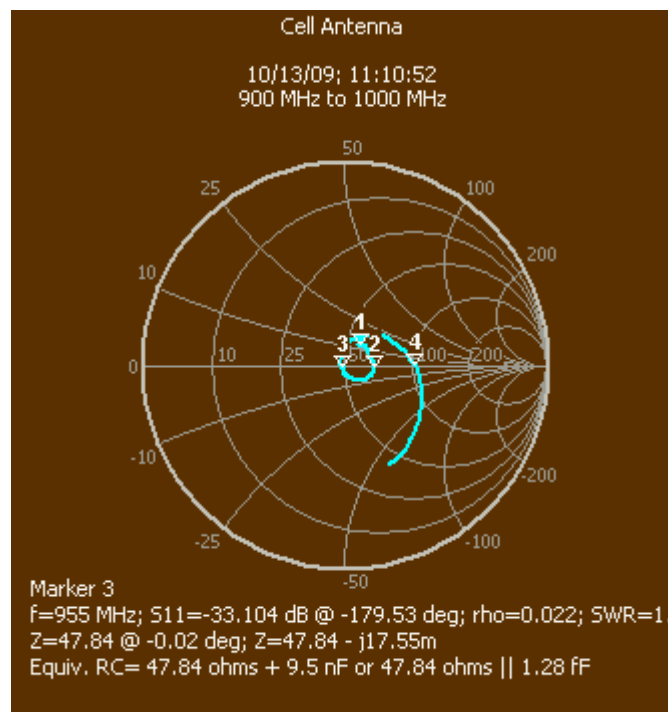 Cell Antenna
10/13/09; 11:10:52
900 MHz to 1000 MHz
50
25
100
200
10
1
3 2 4
0 10 25 50 100 200
-10
-200
-25
-100
-50
Marker 3
f=955 MHz; S11=-33.104 dB @ -179.53 deg; rho=0.022; SWR=1.
Z=47.84 @ -0.02 deg; Z=47.84 - j17.55m
Equiv. RC= 47.84 ohms + 9.5 nF or 47.84 ohms || 1.28 fF